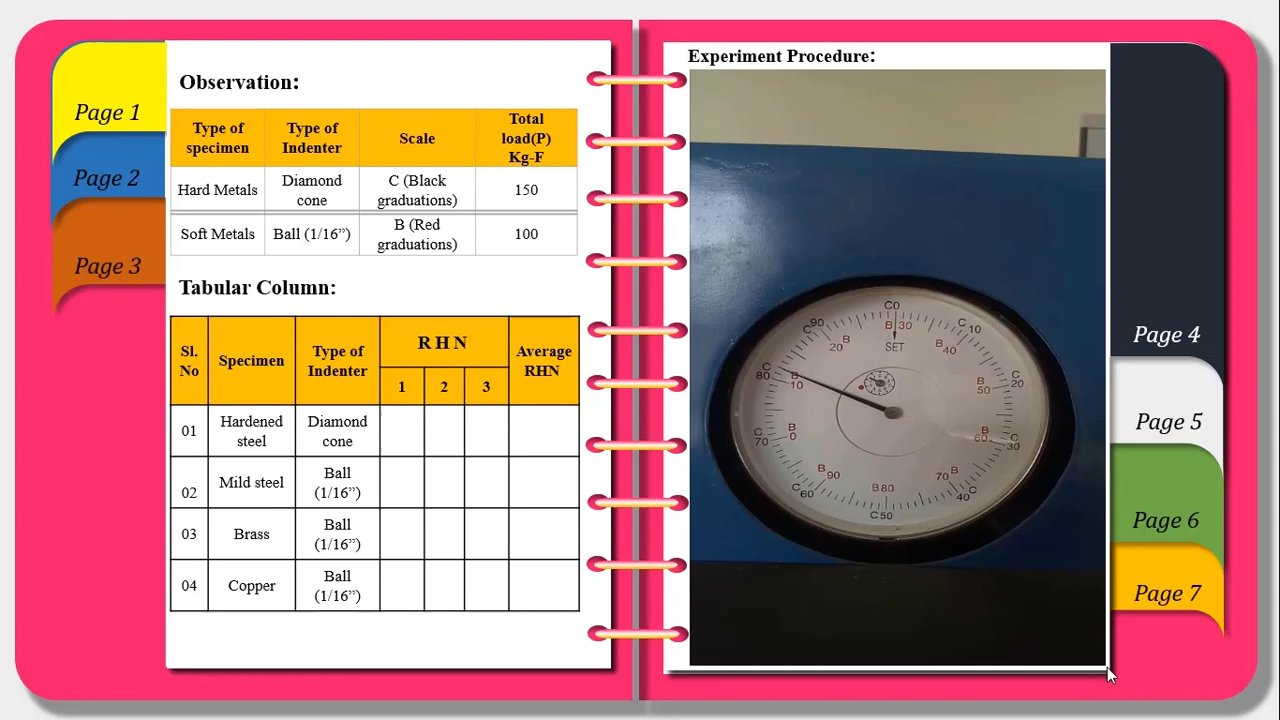 Page 1
Page 2
Page 3
Observation:
Type of specimen
Type of Indenter
Scale
Total load(P) Kg-F
Hard Metals
Diamond cone
C (Black graduations)
150
Soft Metals
Ball (1/16”)
B (Red graduations)
100
Tabular Column:
Sl. No
Specimen
Type of Indenter
R H N
1
2
3
Average RHN
01
Hardened steel
Diamond cone
02
Mild steel
Ball (1/16”)
03
Brass
Ball (1/16”)
04
Copper
Ball (1/16”)
Experiment Procedure:
C0
B 30
SET
C 10
B 40
C 20
B 50
C 30
B 60
C 40
B 70
C 50
B 80
C 60
B 90
C 70
B 0
C 80
B 10
C 90
B 20
Page 4
Page 5
Page 6
Page 7